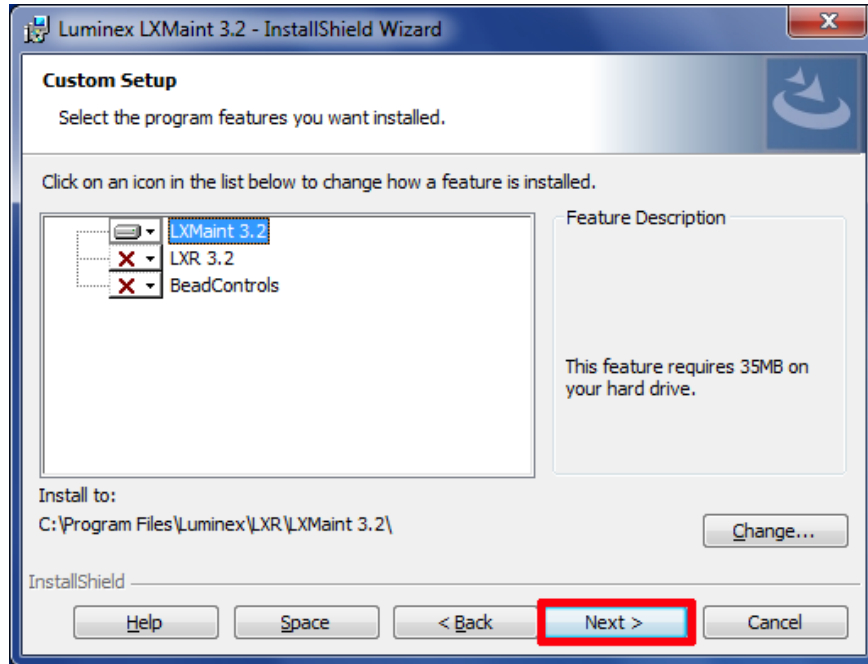 Luminex LXMaint 3.2 - InstallShield Wizard
Custom Setup
Select the program features you want installed.
Click on an icon in the list below to change how a feature is installed.
LXMaint 3.2
LXR 3.2
BeadControls
Feature Description
This feature requires 35MB on
your hard drive.
Install to:
C:\Program Files\Luminex\LXR\LXMaint 3.2\
Change...
InstallShield
Help
Space
< Back
Next >
Cancel